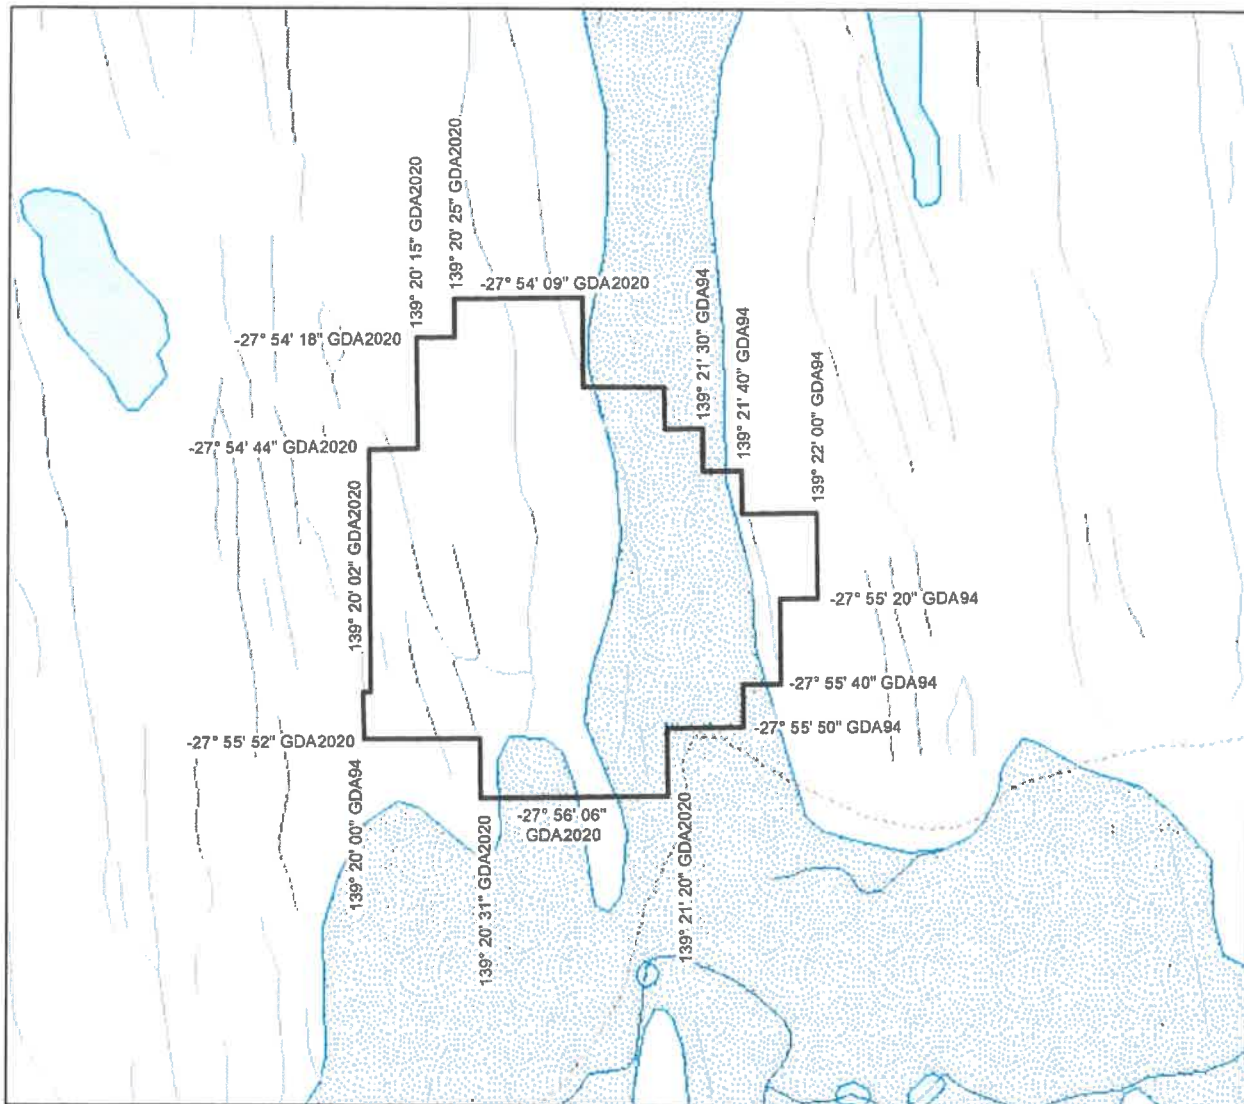 139° 20' 15" GDA2020
139° 20' 25" GDA2020
-27° 54' 09" GDA2020
-27° 54' 18" GDA2020
139° 21' 30" GDA94
139° 21' 40" GDA94
139° 22' 00" GDA94
-27° 54' 44" GDA2020
139° 20' 02" GDA2020
-27° 55' 20" GDA94
-27° 55' 40" GDA94
-27° 55' 50" GDA94
-27° 55' 52" GDA2020
139° 20' 00" GDA94
-27° 56' 06"
GDA2020
139° 20' 31" GDA2020
139° 21' 20" GDA2020